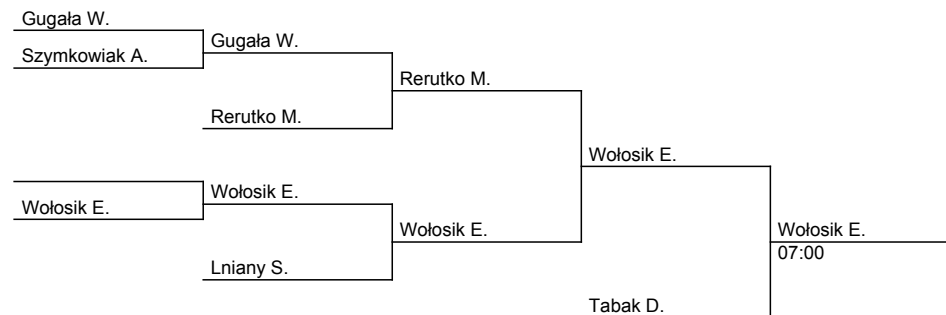 Gugała W.
Szymkowiak A.
Gugała W.
Rerutko M.
Rerutko M.
Wołosik E.
Wołosik E.
Wołosik E.
Wołosik E.
Lniany S.
Wołosik E.
07:00
Tabak D.